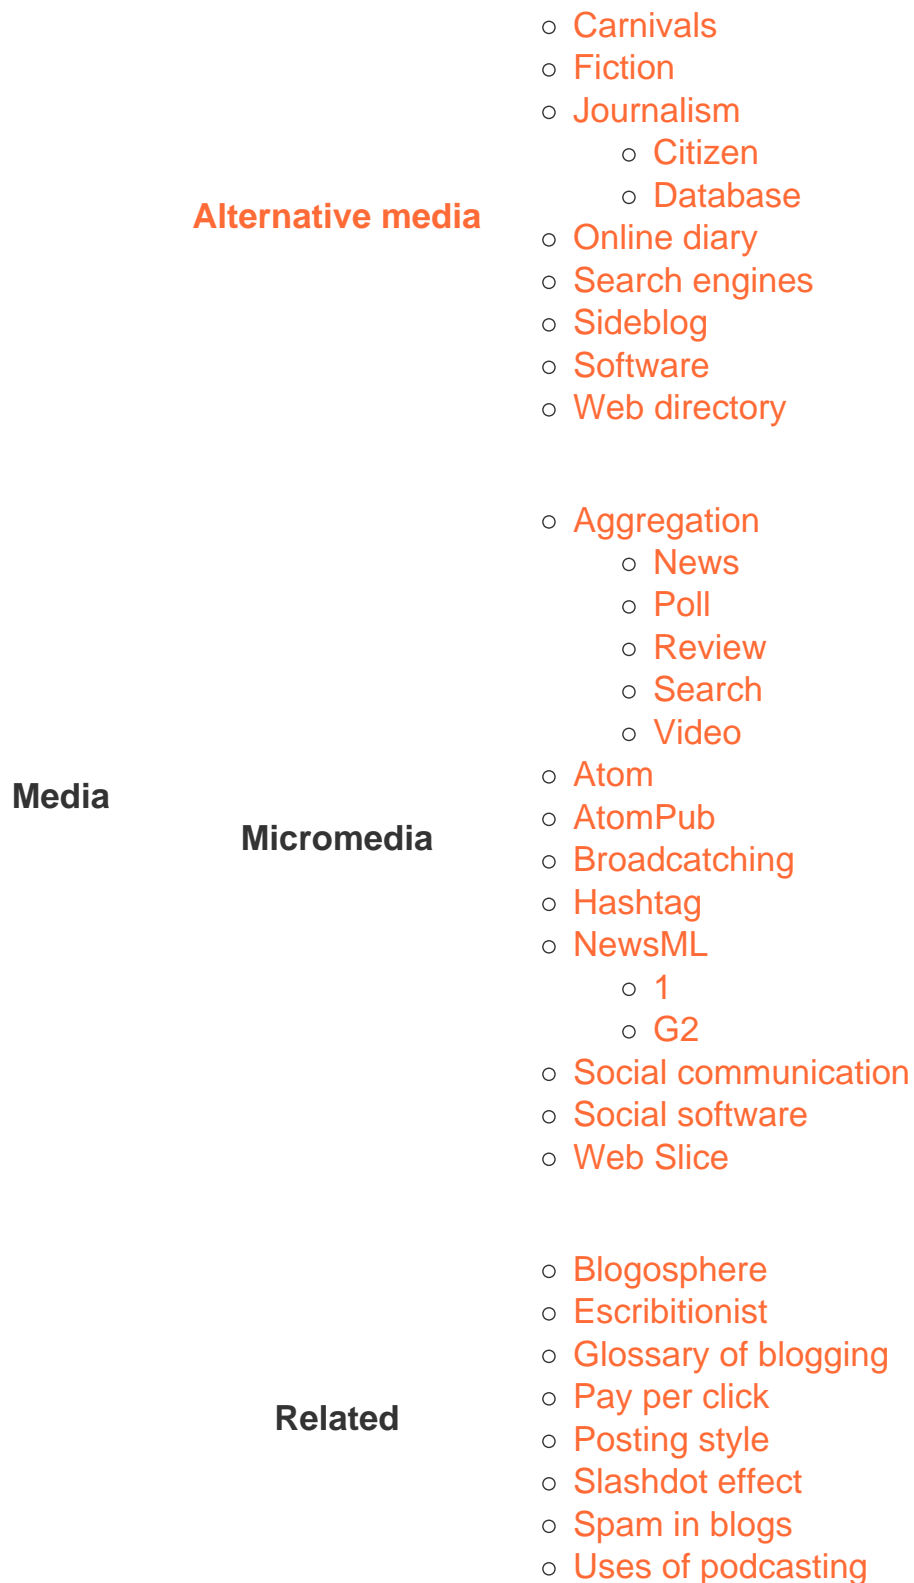 Media
Alternative media
Carnivals
Fiction
Journalism
Citizen
Database
Online diary
Search engines
Sideblog
Software
Web directory
Micromedia
Aggregation
News
Poll
Review
Search
Video
Atom
AtomPub
Broadcatching
Hashtag
NewsML
1
G2
Social communication
Social software
Web Slice
Related
Blogosphere
Escribitionist
Glossary of blogging
Pay per click
Posting style
Slashdot effect
Spam in blogs
Uses of podcasting